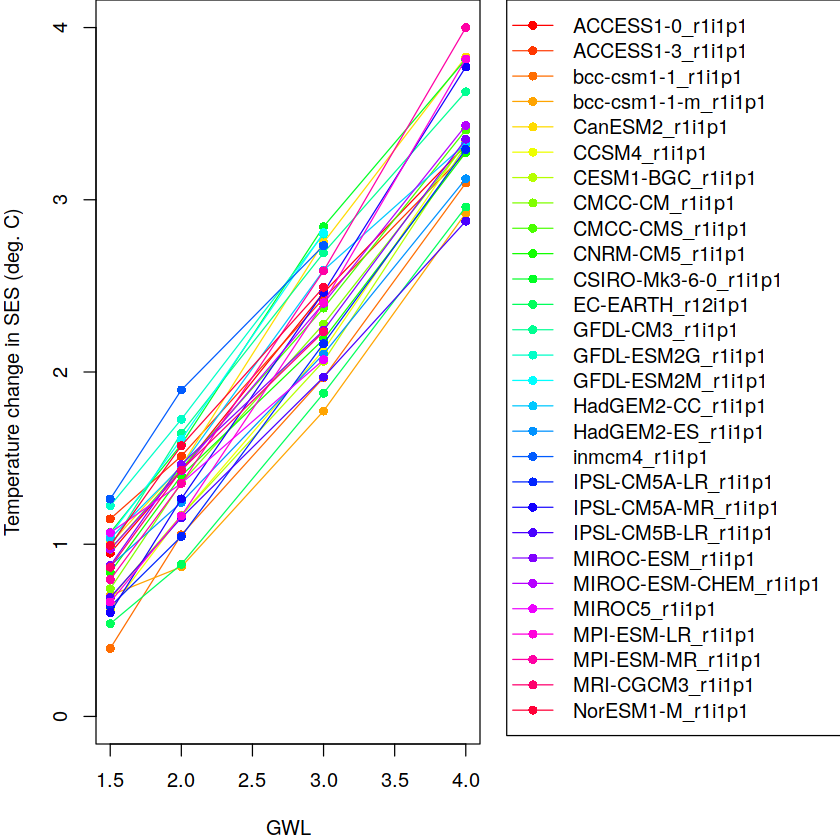 Temperature change in SES (deg. C)
4
3
2
1
0
1.5 2.0 2.5 3.0 3.5 4.0
GWL
ACCESS1-0_r1i1p1
ACCESS1-3_r1i1p1
bcc-csm1-1_r1i1p1
bcc-csm1-1-m_r1i1p1
CanESM2_r1i1p1
CCSM4_r1i1p1
CESM1-BGC_r1i1p1
CMCC-CM_r1i1p1
CMCC-CMS_r1i1p1
CNRM-CM5_r1i1p1
CSIRO-Mk3-6-0_r1i1p1
EC-EARTH_r12i1p1
GFDL-CM3_r1i1p1
GFDL-ESM2G_r1i1p1
GFDL-ESM2M_r1i1p1
HadGEM2-CC_r1i1p1
HadGEM2-ES_r1i1p1
inmcm4_r1i1p1
IPSL-CM5A-LR_r1i1p1
IPSL-CM5A-MR_r1i1p1
IPSL-CM5B-LR_r1i1p1
MIROC-ESM_r1i1p1
MIROC-ESM-CHEM_r1i1p1
MIROC5_r1i1p1
MPI-ESM-LR_r1i1p1
MPI-ESM-MR_r1i1p1
MRI-CGCM3_r1i1p1
NorESM1-M_r1i1p1